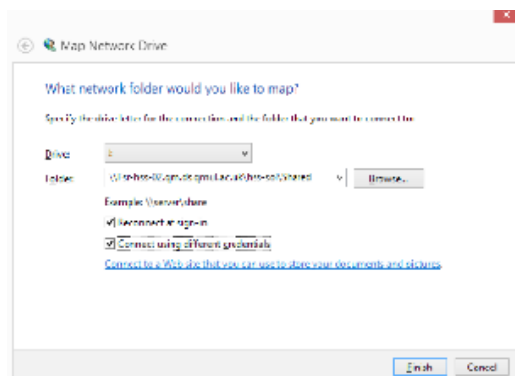 Map Network Drive
What network folder would you like to map?
Specify the drive letter for the connection and the folder that you want to connect to:
Drive:
Folder:
Browse...
Example: \\server\share
Reconnect at sign-in
Connect using different credentials
Connect to a Web site that you can use to store your documents and pictures.
Finish Cancel